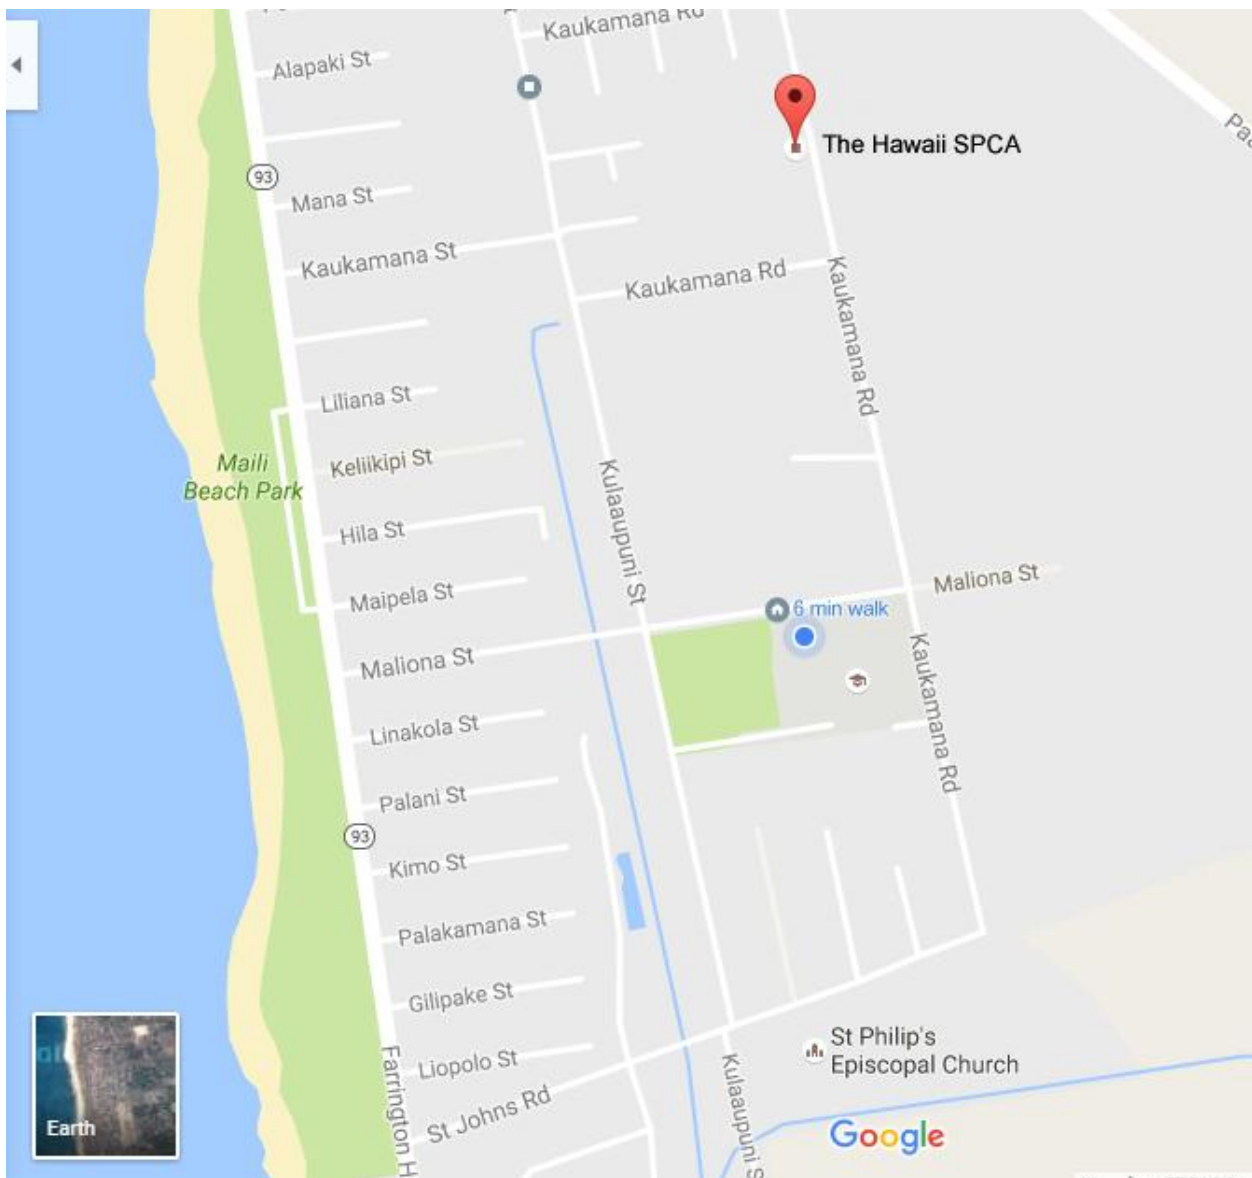 Kaukamana Rd
Alapaki St
The Hawaii SPCA
93
Mana St
Kaukamana St
Kaukamana Rd
Kaukamana Rd
Liliana St
Maili
Beach Park
Keliikipi St
Kulaaupuni St
Hila St
Maliona St
Maipela St
6 min walk
Maliona St
Kaukamana Rd
Linakola St
Palani St
93
Kimo St
Palakamana St
Gilipake St
St Philip's
Episcopal Church
Liopolo St
Farrington H
Kulaaupuni S
St Johns Rd
Earth
Google